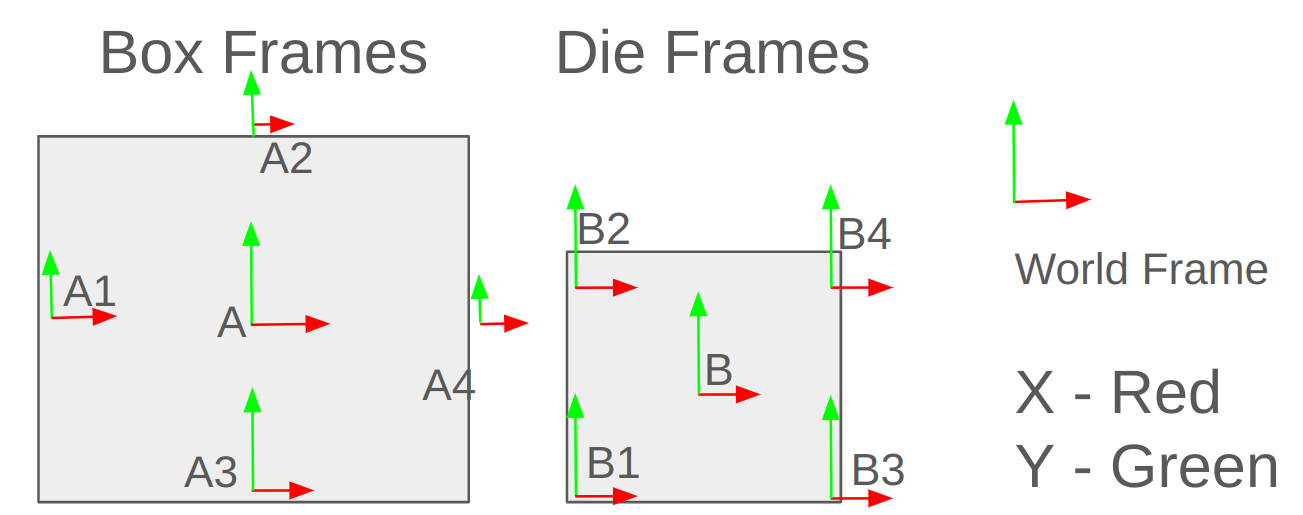 Box Frames
Die Frames
A2
A1
A
A4
A3
B2
B4
B
B1
B3
World Frame
X - Red
Y - Green